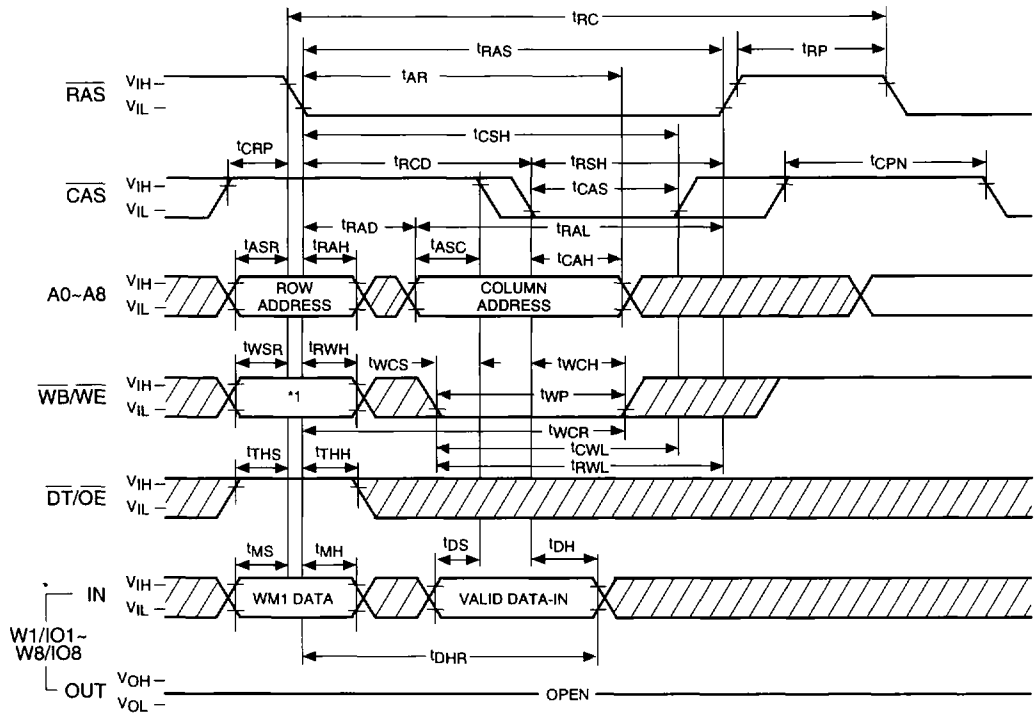 tRC
tRAS
tRP
tAR
RAS
VIH
VIL
tCSH
tCRP
tRCD
tRSH
tCPN
CAS
VIH
VIL
tCAS
tRAD
tRAL
tASR
tRAH
tASC
tCAH
A0~A8
VIH
VIL
ROW ADDRESS
COLUMN ADDRESS
tWSR
tRWH
tWCS
tWCH
WB/WE
VIH
VIL
*1
tWP
tWCR
tCWL
tRWL
tTHS
tTHH
DT/OE
VIH
VIL
tMS
tMH
tDS
tDH
IN
VIH
VIL
WM1 DATA
VALID DATA-IN
W1/IO1~
W8/IO8
tDHR
OUT
VOH
VOL
OPEN